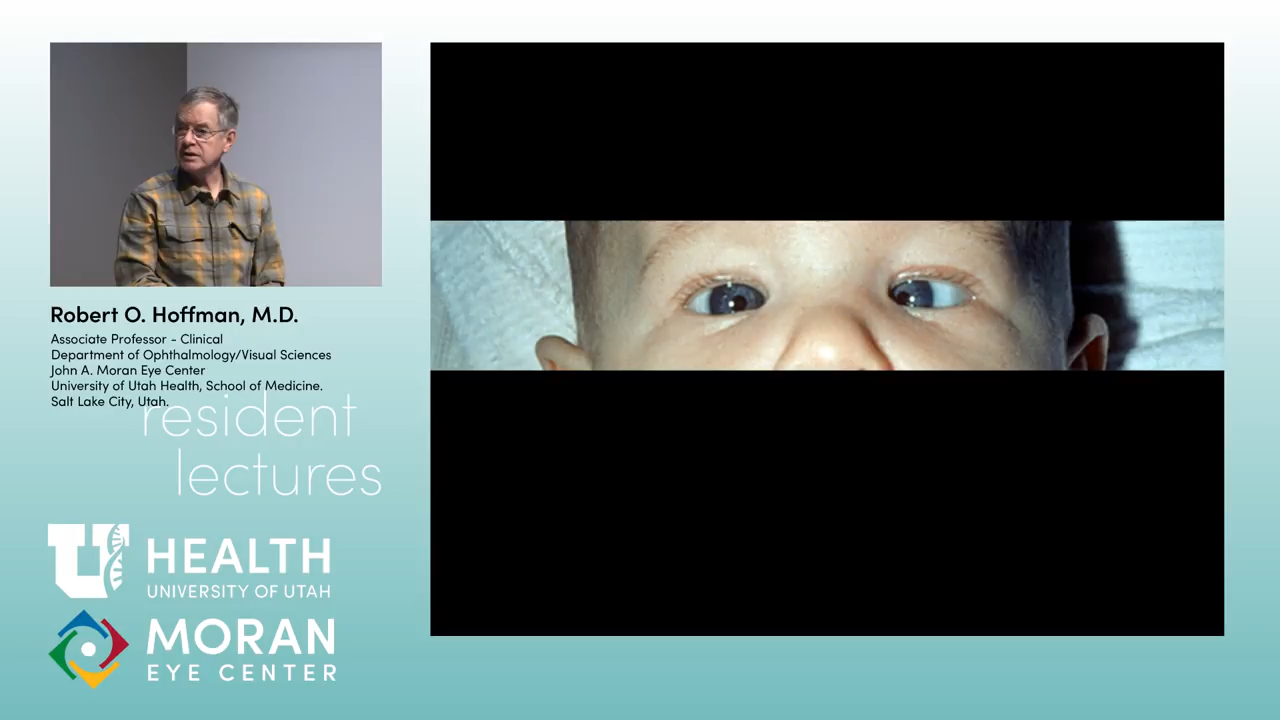 Robert O. Hoffman, M.D.
Associate Professor - Clinical
Department of Ophthalmology/Visual Sciences
John A. Moran Eye Center
University of Utah Health, School of Medicine.
Salt Lake City, Utah.
resident
lectures
U HEALTH
UNIVERSITY OF UTAH
MORAN
EYE CENTER